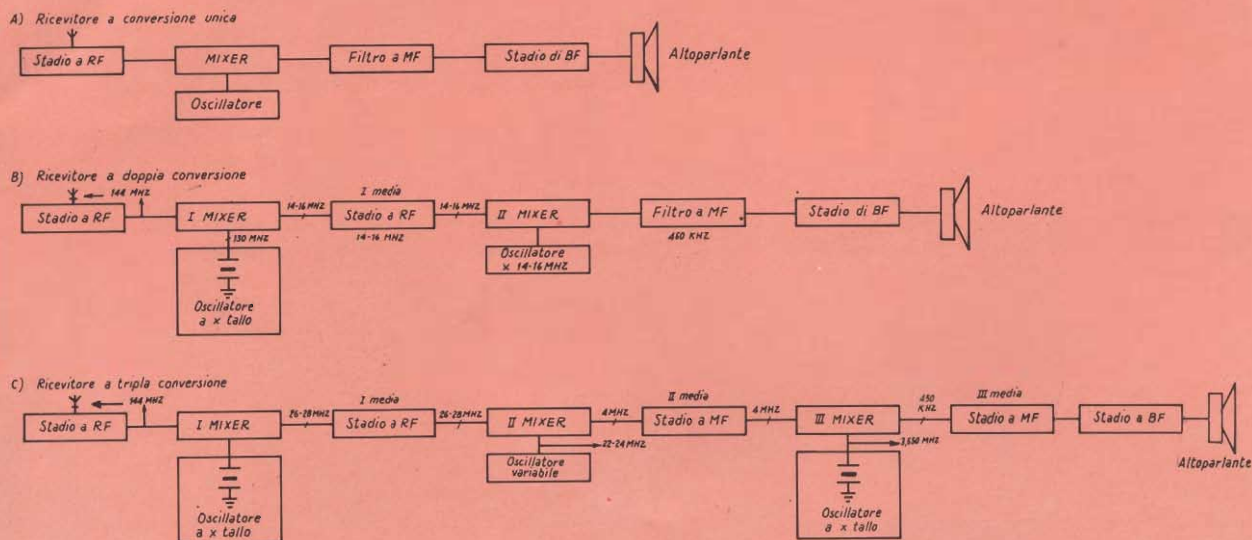 A) Ricevitore a conversione unica
Stadio a RF
MIXER
Filtro a MF
Stadio di BF
Altoparlante
Oscillatore
B) Ricevitore a doppia conversione
144 MHZ
I media
Stadio a RF
I MIXER
14-16 MHZ
Stadio a RF
14-16 MHZ
II MIXER
Filtro a MF
Stadio di BF
Altoparlante
130 MHZ
14-16 MHZ
Oscillatore
x 14-16 MHZ
460 KHZ
Oscillatore
a x tallo
C) Ricevitore a tripla conversione
144 MHZ
I media
II media
450
KHZ
III media
Stadio a RF
I MIXER
26-28 MHZ
Stadio a RF
26-28 MHZ
II MIXER
4 MHZ
Stadio a MF
4 MHZ
III MIXER
Stadio a MF
Stadio a BF
Altoparlante
22-24 MHZ
Oscillatore
variabile
Oscillatore
a x tallo
Oscillatore
a x tallo